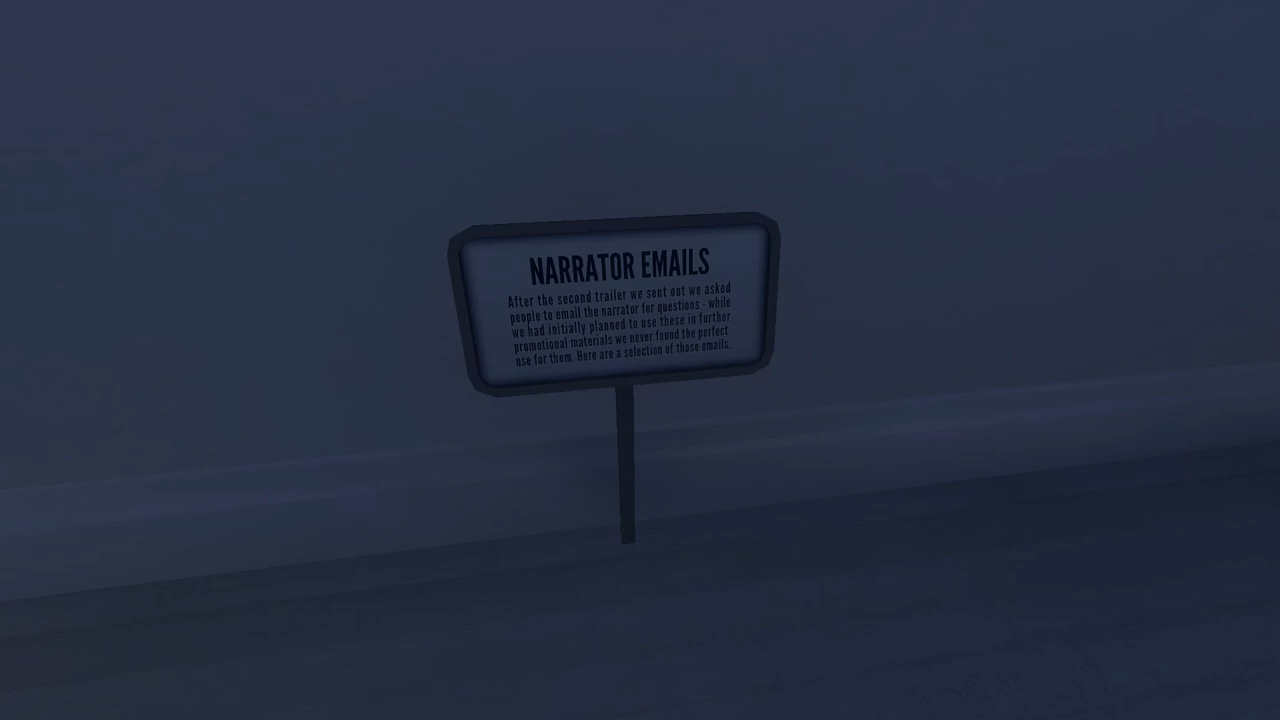 NARRATOR EMAILS
After the second trailer we sent out we asked
people to email the narrator for questions - while
we had initially planned to use these in further
promotional materials we never found the perfect
use for them. Here are a selection of those emails.